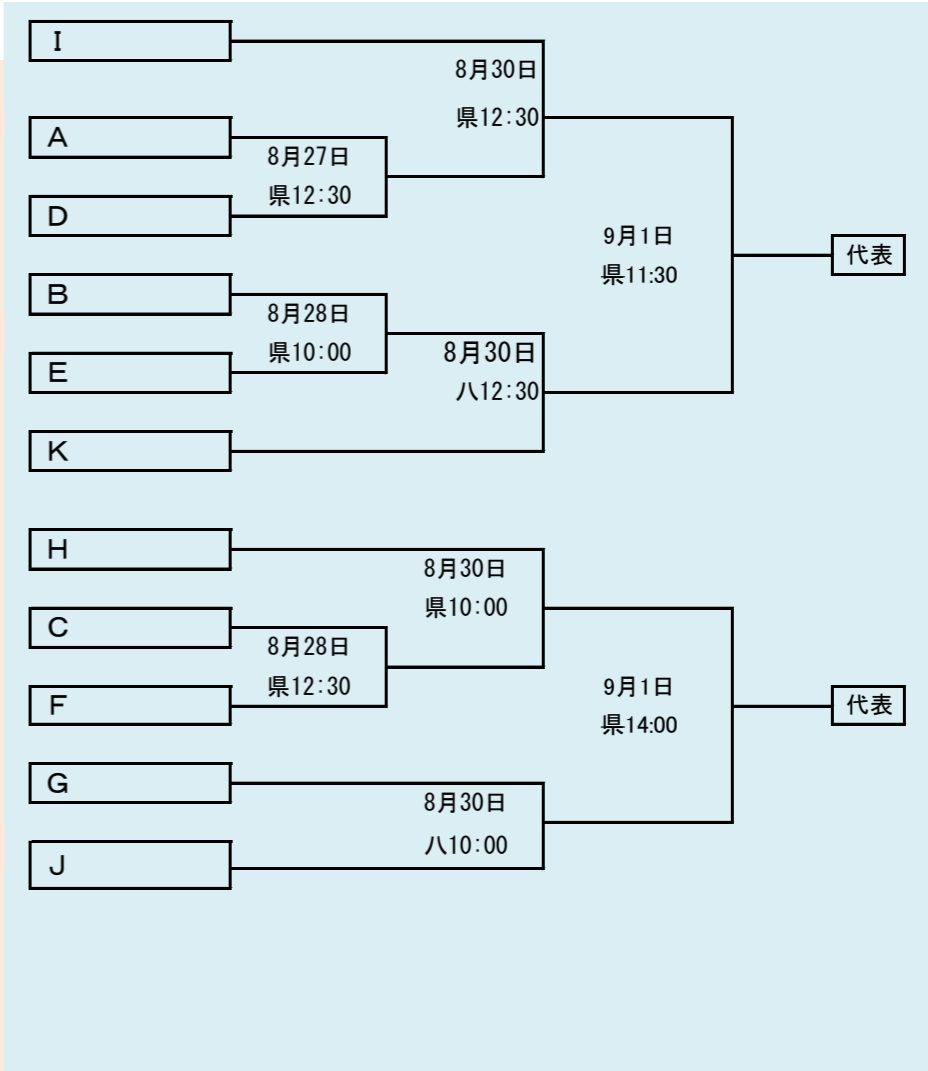 I
8月30日
県12:30
A
8月27日
県12:30
D
9月1日
県11:30
代表
B
8月28日
県10:00
E
8月30日
八12:30
K
H
8月30日
県10:00
C
8月28日
県12:30
F
9月1日
県14:00
代表
G
8月30日
八10:00
J